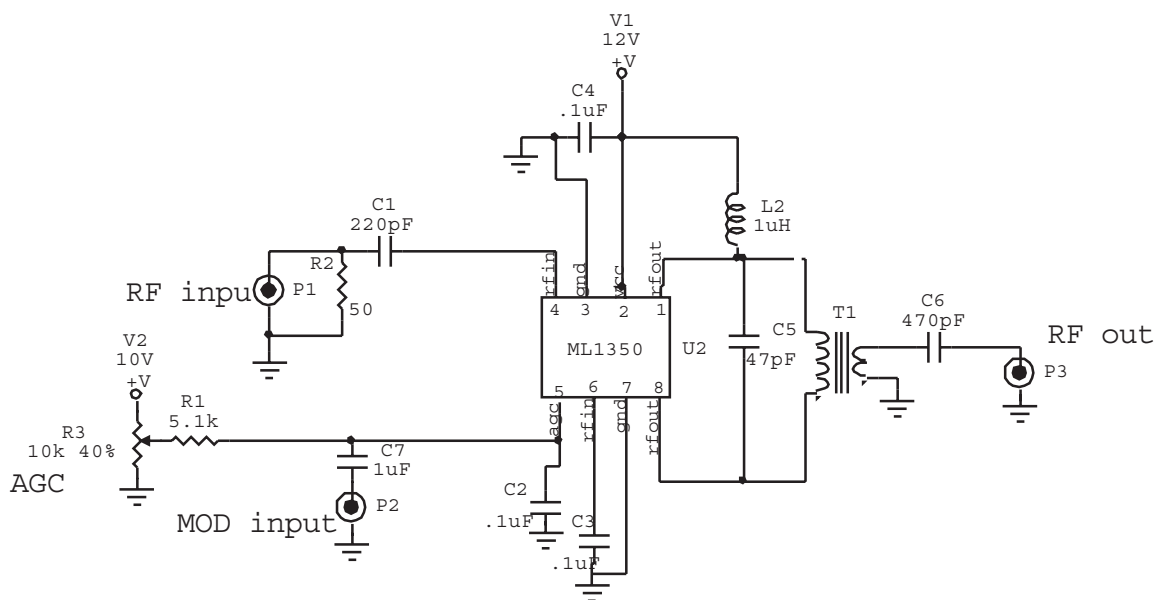 V1
12V
+V
C4
.1uF
C1
220pF
L2
1uH
R2
50
RF inpu
P1
rfin
gnd
vcc
rfout
4 3 2 1
ML1350
U2
5 6 7 8
agc
rfin
gnd
rfout
C5
47pF
T1
C6
470pF
RF out
P3
V2
10V
+V
R1
5.1k
R3
10k 40%
AGC
C7
1uF
MOD input
P2
C2
.1uF
C3
.1uF